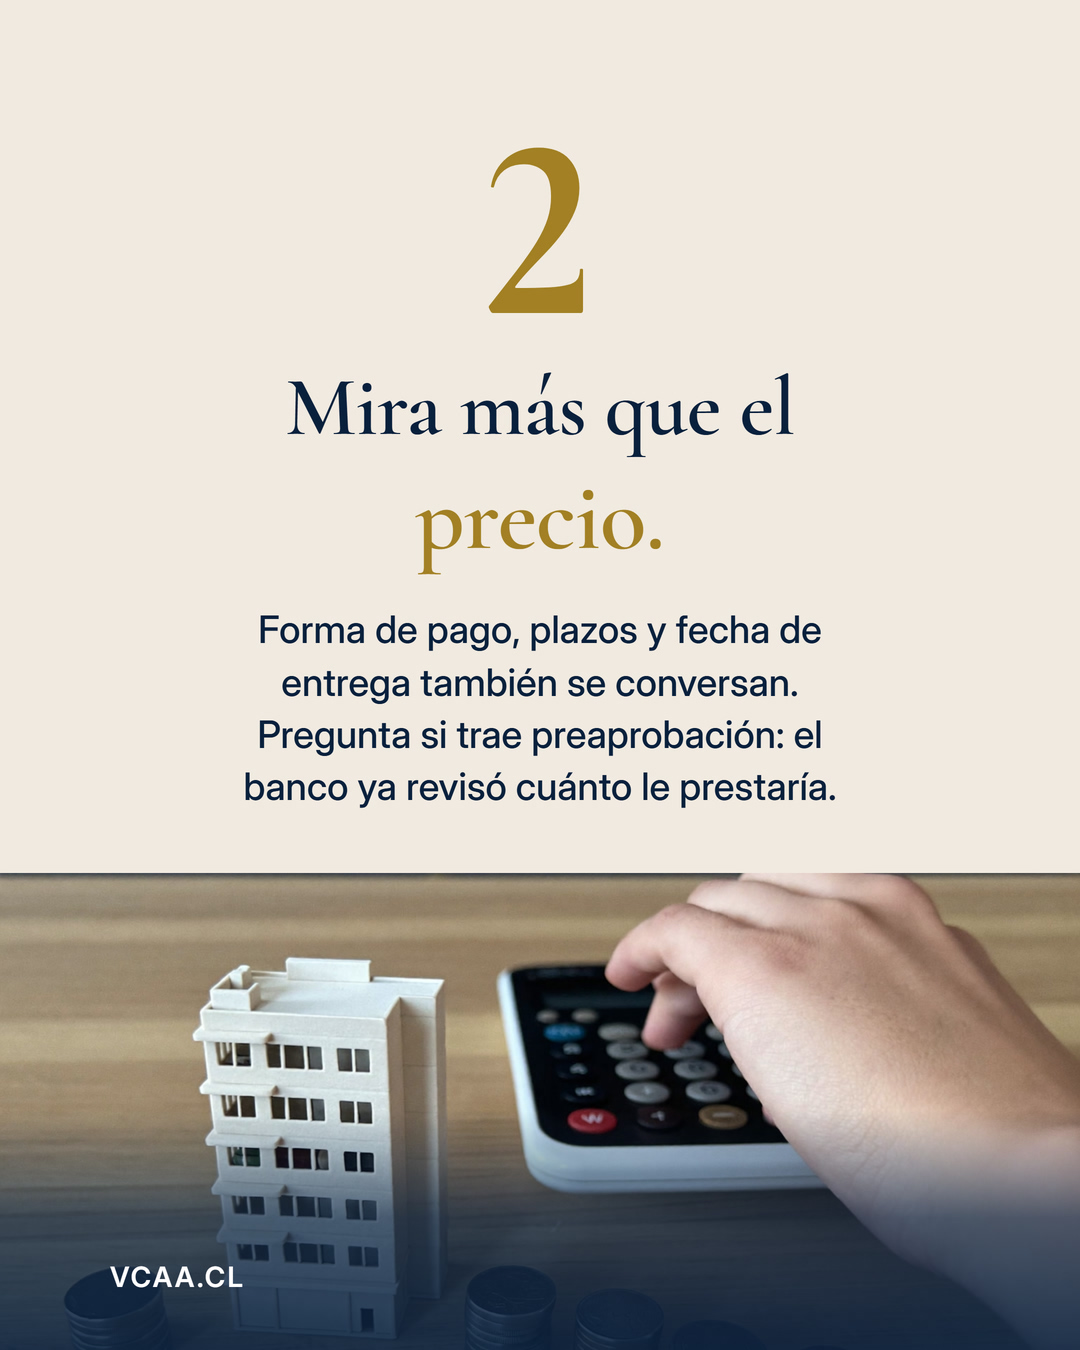 2
Mira más que el
precio.
Forma de pago, plazos y fecha de
entrega también se conversan.
Pregunta si trae preaprobación: el
banco ya revisó cuánto le prestaría.
VCAA.CL